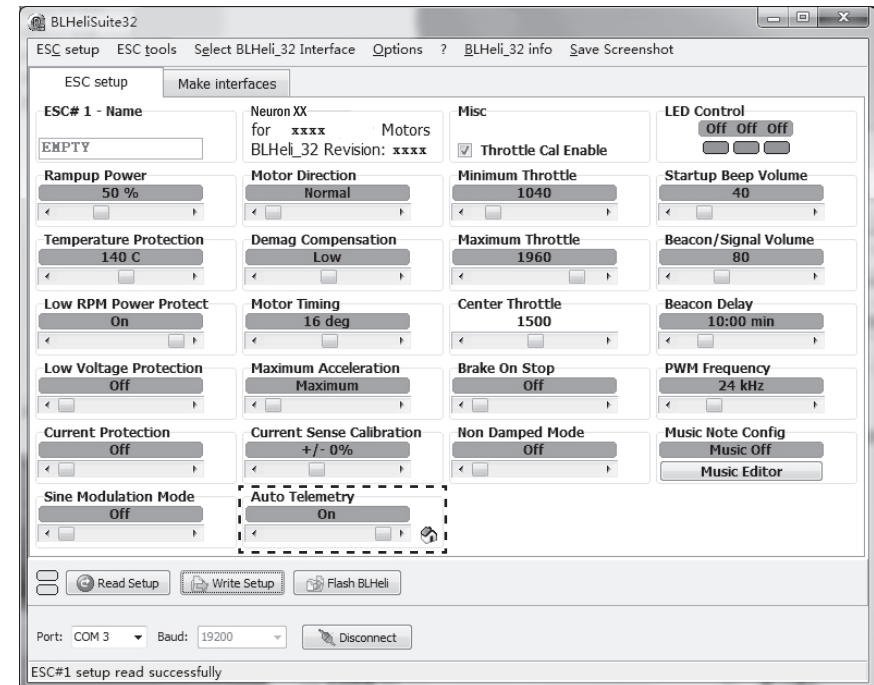 BLHeliSuite32
ESC setup ESC tools Select BLHeli_32 Interface Options ? BLHeli_32 info Save Screenshot
ESC setup Make interfaces
ESC# 1 - Name
EMPTY
Neuron XX
for xxxx Motors
BLHeli_32 Revision: xxxx
Misc
Throttle Cal Enable
LED Control
Off Off Off
Rampup Power
50 %
Motor Direction
Normal
Minimum Throttle
1040
Startup Beep Volume
40
Temperature Protection
140 C
Demag Compensation
Low
Maximum Throttle
1960
Beacon/Signal Volume
80
Low RPM Power Protect
On
Motor Timing
16 deg
Center Throttle
1500
Beacon Delay
10:00 min
Low Voltage Protection
Off
Maximum Acceleration
Maximum
Brake On Stop
Off
PWM Frequency
24 kHz
Current Protection
Off
Current Sense Calibration
+/- 0%
Non Damped Mode
Off
Music Note Config
Music Off
Music Editor
Sine Modulation Mode
Off
Auto Telemetry
On
Read Setup Write Setup Flash BLHeli
Port: COM 3 Baud: 19200 Disconnect
ESC#1 setup read successfully